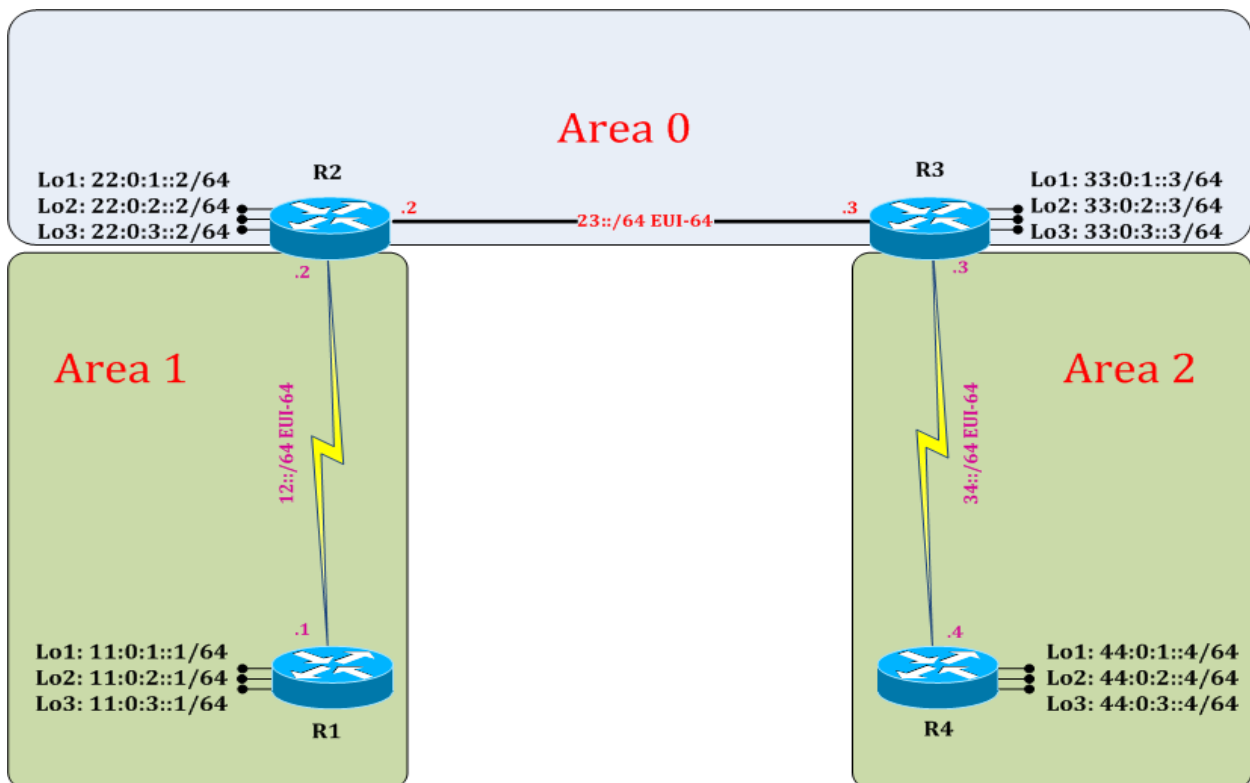 Area 0
R2
R3
Lo1: 22:0:1::2/64
Lo2: 22:0:2::2/64
Lo3: 22:0:3::2/64
.2
23::/64 EUI-64
.3
Lo1: 33:0:1::3/64
Lo2: 33:0:2::3/64
Lo3: 33:0:3::3/64
.2
.3
Area 1
Area 2
12::/64 EUI-64
34::/64 EUI-64
.1
.4
Lo1: 11:0:1::1/64
Lo2: 11:0:2::1/64
Lo3: 11:0:3::1/64
Lo1: 44:0:1::4/64
Lo2: 44:0:2::4/64
Lo3: 44:0:3::4/64
R1
R4